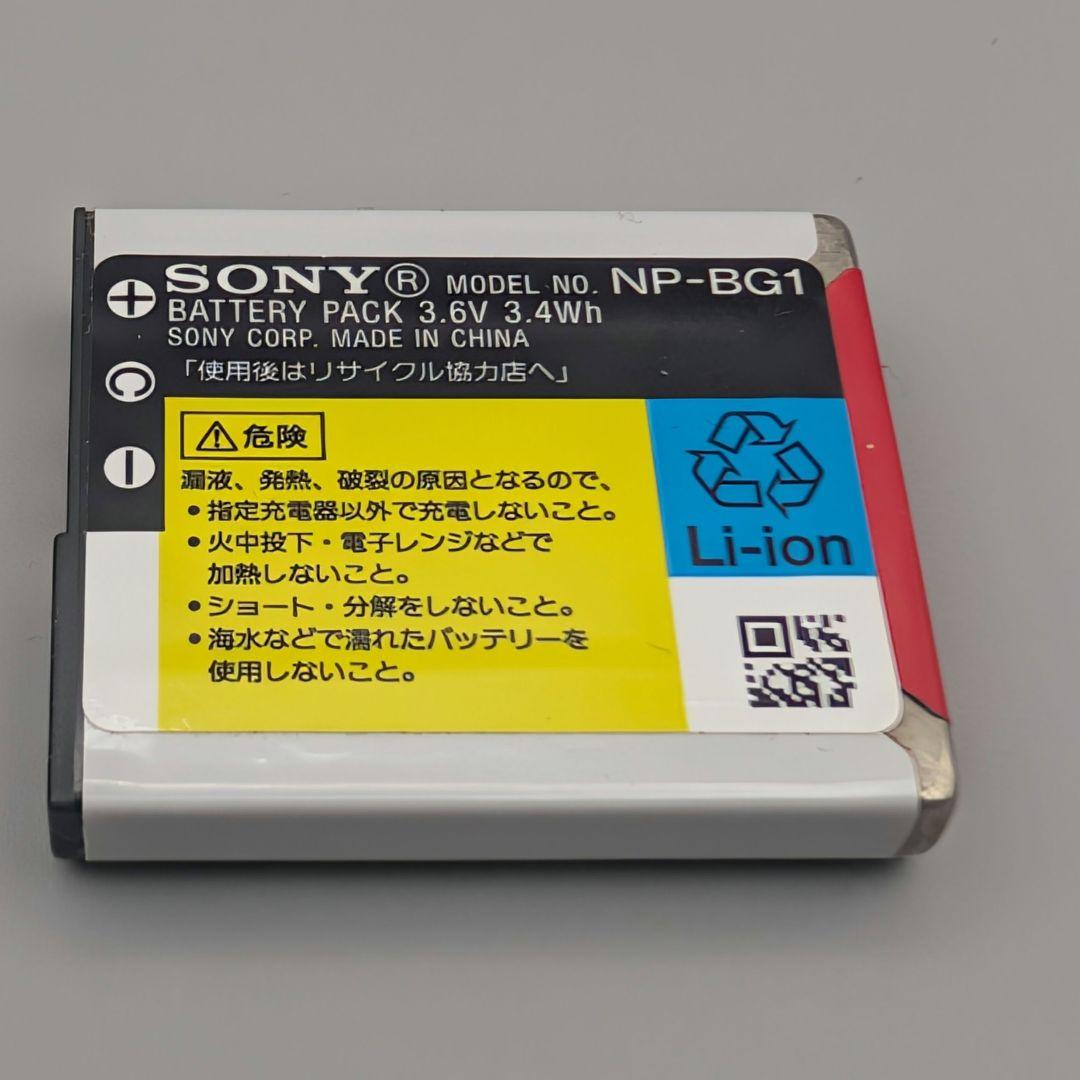 SONY® MODEL NO. NP-BG1
BATTERY PACK 3.6V 3.4Wh
SONY CORP. MADE IN CHINA
「使用後はリサイクル協力店へ」
⚠危険
漏液、発熱、破裂の原因となるので、
•指定充電器以外で充電しないこと。
•火中投下・電子レンジなどで
加熱しないこと。
•ショート・分解をしないこと。
•海水などで濡れたバッテリーを
使用しないこと。
Li-ion